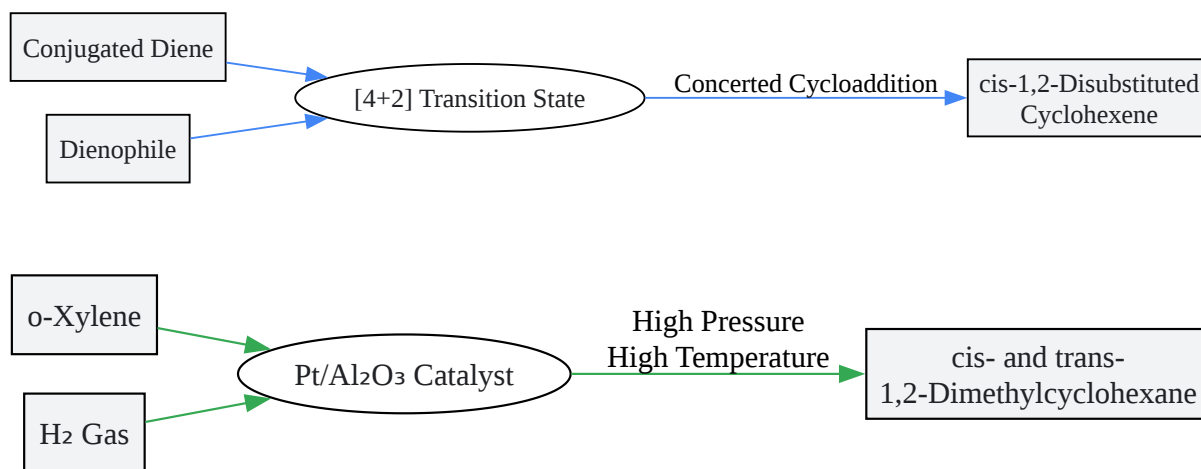 Conjugated Diene
Dienophile
[4+2] Transition State
Concerted Cycloaddition
cis-1,2-Disubstituted
Cyclohexene
o-Xylene
H₂ Gas
Pt/Al₂O₃ Catalyst
High Pressure
High Temperature
cis- and trans-
1,2-Dimethylcyclohexane